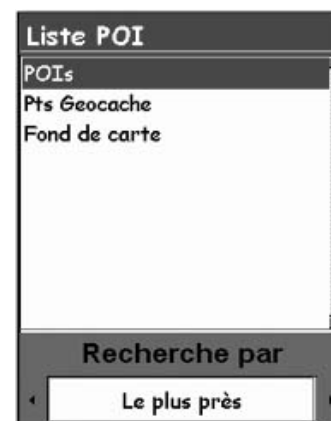 Liste POI
POIs
Pts Geocache
Fond de carte
Recherche par
Le plus près